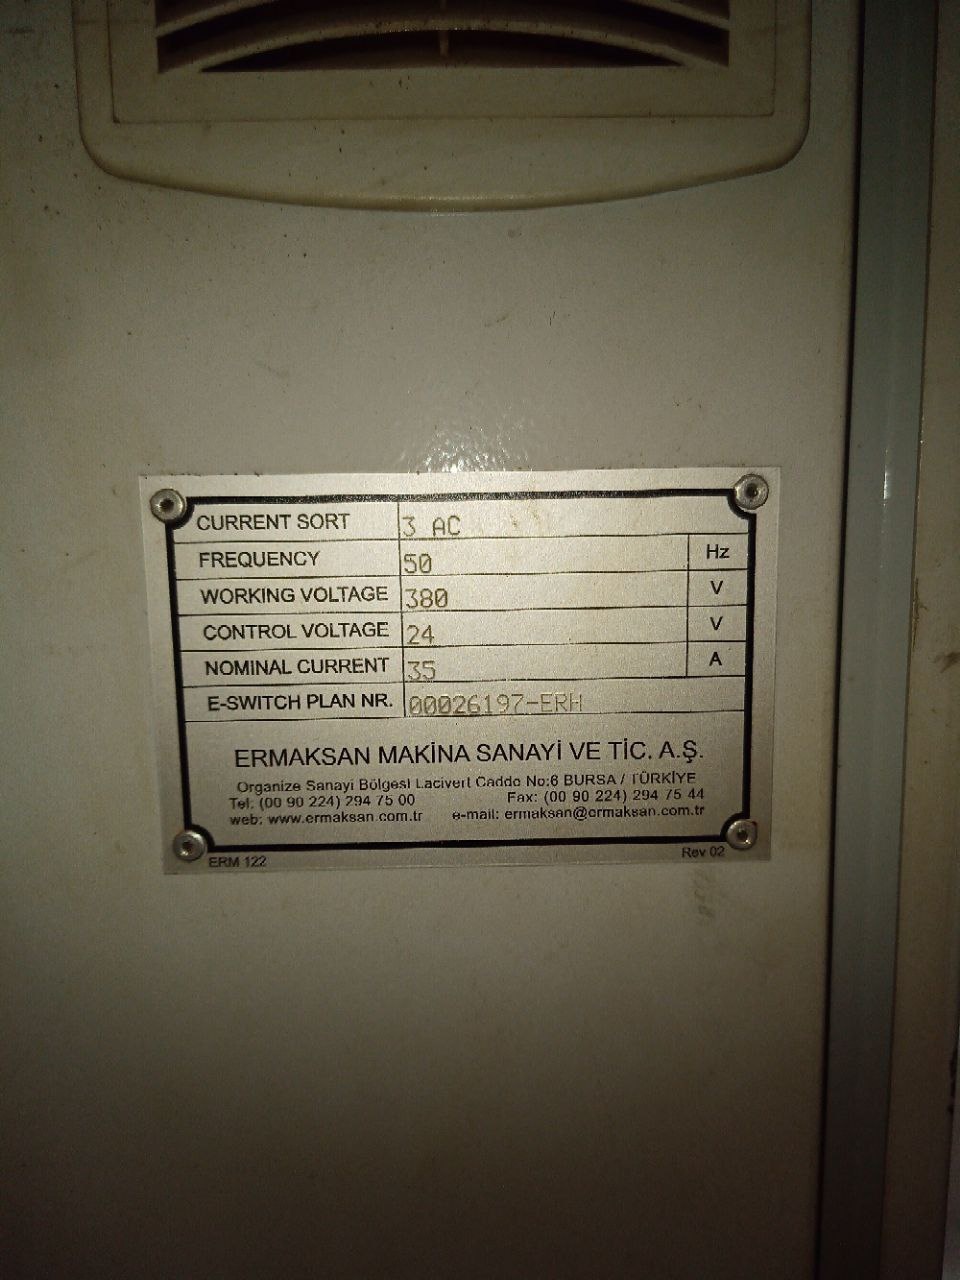 CURRENT SORT 3 AC
FREQUENCY 50 Hz
WORKING VOLTAGE 380 V
CONTROL VOLTAGE 24 V
NOMINAL CURRENT 35 A
E-SWITCH PLAN NR. 00026197-ERH
ERMAKSAN MAKİNA SANAYİ VE TİC. A.Ş.
Organize Sanayi Bölgesi Lacivert Cadde No:6 BURSA / TÜRKİYE
Tel: (00 90 224) 294 75 00 Fax: (00 90 224) 294 75 44
web: www.ermaksan.com.tr e-mail: ermaksan@ermaksan.com.tr
ERM 122 Rev 02